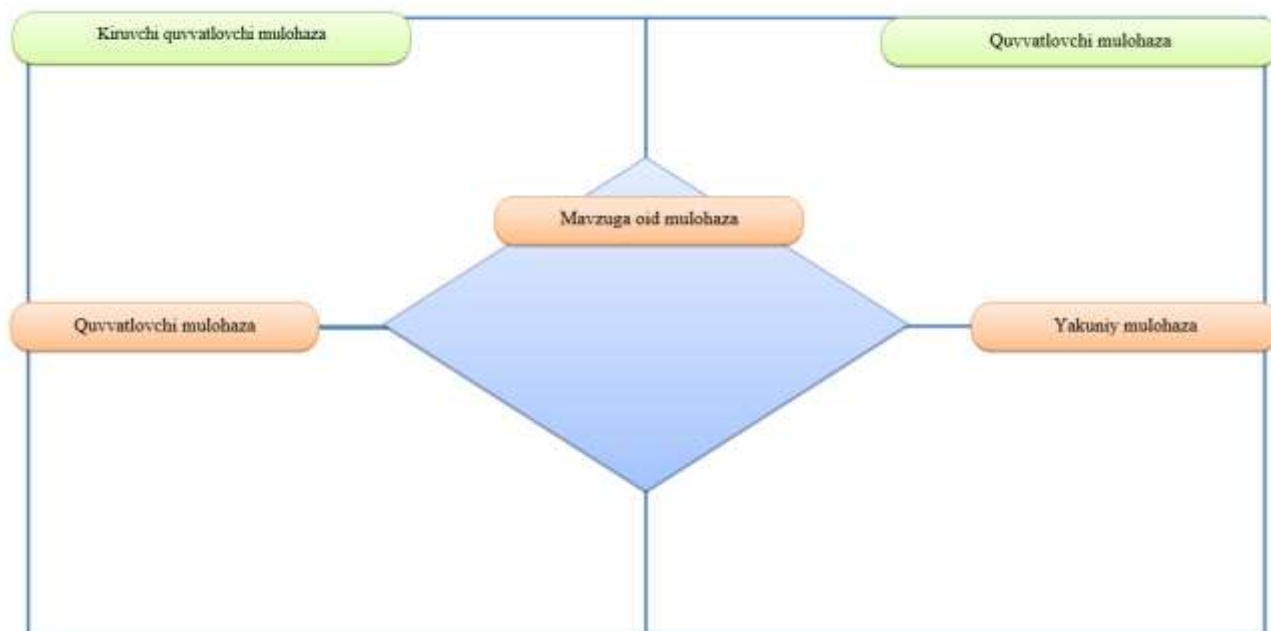 Kiruvchi quvvatlovchi mulohaza
Quvvatlovchi mulohaza
Mavzuga oid mulohaza
Quvvatlovchi mulohaza
Yakuniy mulohaza